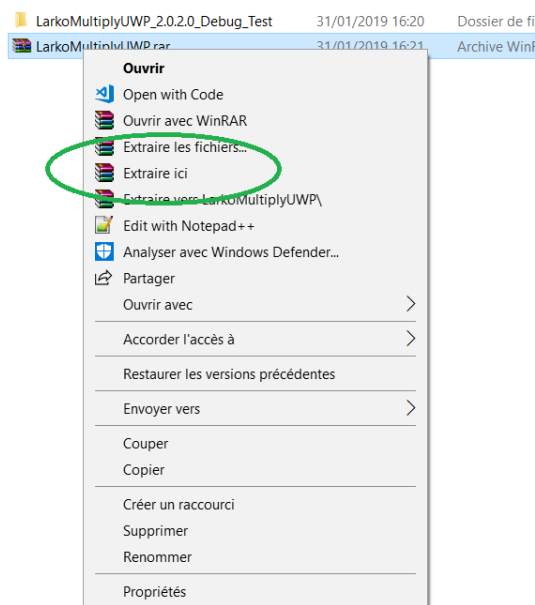 LarkoMultiplyUWP_2.0.2.0_Debug_Test 31/01/2019 16:20 Dossier de fi
LarkoMultiplyUWP.rar 31/01/2019 16:21 Archive WinR
Ouvrir
Open with Code
Ouvrir avec WinRAR
Extraire les fichiers...
Extraire ici
Extraire vers LarkoMultiplyUWP\
Edit with Notepad++
Analyser avec Windows Defender...
Partager
Ouvrir avec
Accorder l'accès à
Restaurer les versions précédentes
Envoyer vers
Couper
Copier
Créer un raccourci
Supprimer
Renommer
Propriétés